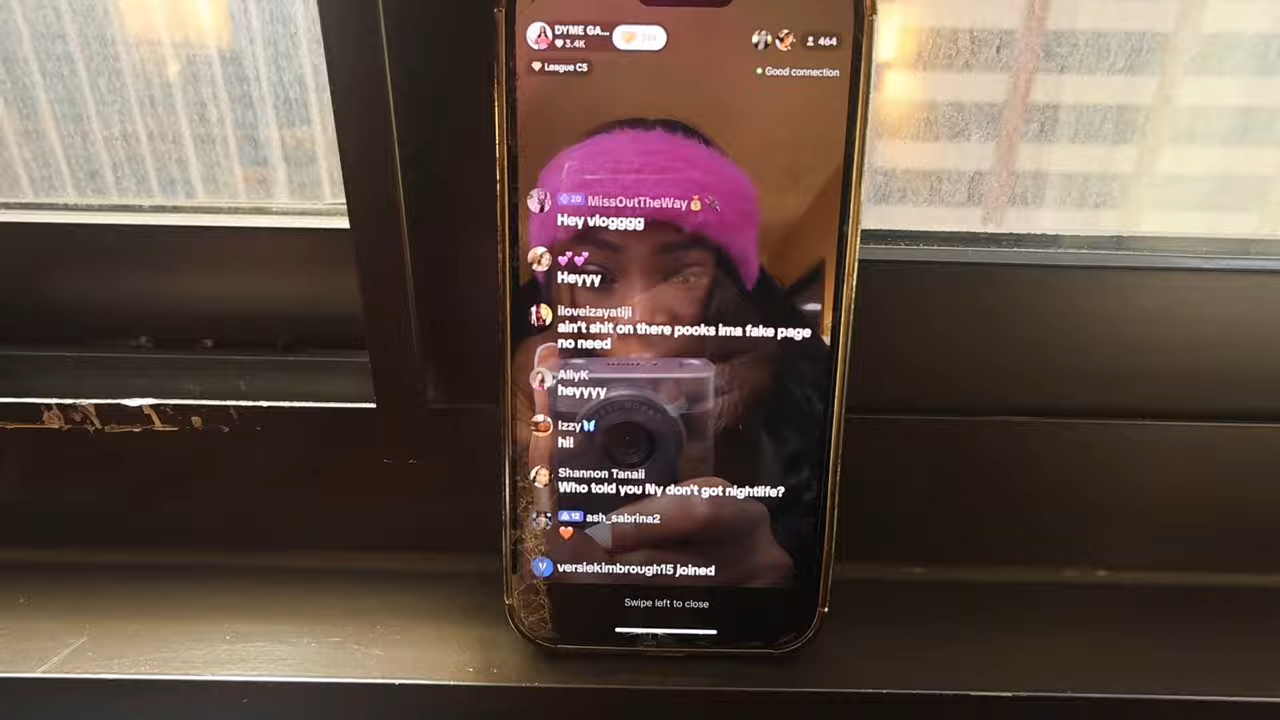 DYME GA...
3.4K
464
League C5
Good connection
20 MissOutTheWay
Hey vlogggg
Heyyy
iloveizayatiji
ain't shit on there pooks ima fake page
no need
AllyK
heyyyy
Izzy
hi!
Shannon Tanaii
Who told you Ny don't got nightlife?
12 ash_sabrina2
V versiekimbrough15 joined
Swipe left to close